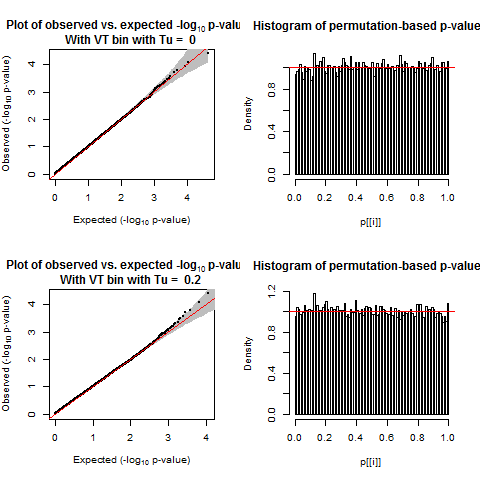 Plot of observed vs. expected -log10 p-valu
With VT bin with Tu = 0
Observed (-log10 p-value)
0 1 2 3 4
0 1 2 3 4
Expected (-log10 p-value)
Histogram of permutation-based p-value
Density
0.0 0.4 0.8
0.0 0.2 0.4 0.6 0.8 1.0
p[[i]]
Plot of observed vs. expected -log10 p-valu
With VT bin with Tu = 0.2
Observed (-log10 p-value)
0 1 2 3 4
0 1 2 3 4
Expected (-log10 p-value)
Histogram of permutation-based p-value
Density
0.0 0.4 0.8 1.2
0.0 0.2 0.4 0.6 0.8 1.0
p[[i]]